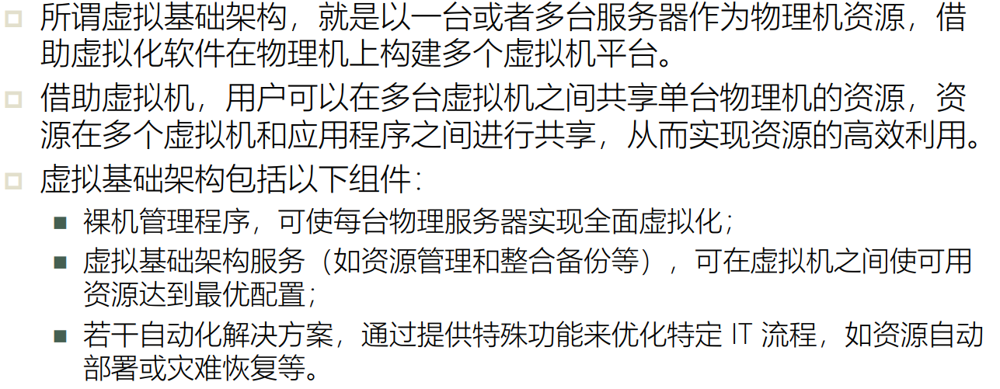 所谓虚拟基础架构，就是以一台或者多台服务器作为物理机资源，借
助虚拟化软件在物理机上构建多个虚拟机平台。
借助虚拟机，用户可以在多台虚拟机之间共享单台物理机的资源，资
源在多个虚拟机和应用程序之间进行共享，从而实现资源的高效利用。
虚拟基础架构包括以下组件：
裸机管理程序，可使每台物理服务器实现全面虚拟化；
虚拟基础架构服务（如资源管理和整合备份等），可在虚拟机之间使可用
资源达到最优配置；
若干自动化解决方案，通过提供特殊功能来优化特定 IT 流程，如资源自动
部署或灾难恢复等。